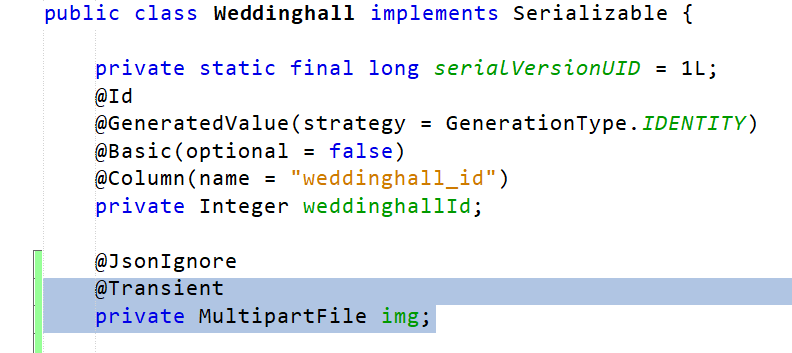 public class Weddinghall implements Serializable {
private static final long serialVersionUID = 1L;
@Id
@GeneratedValue(strategy = GenerationType.IDENTITY)
@Basic(optional = false)
@Column(name = "weddinghall_id")
private Integer weddinghallId;
@JsonIgnore
@Transient
private MultipartFile img;